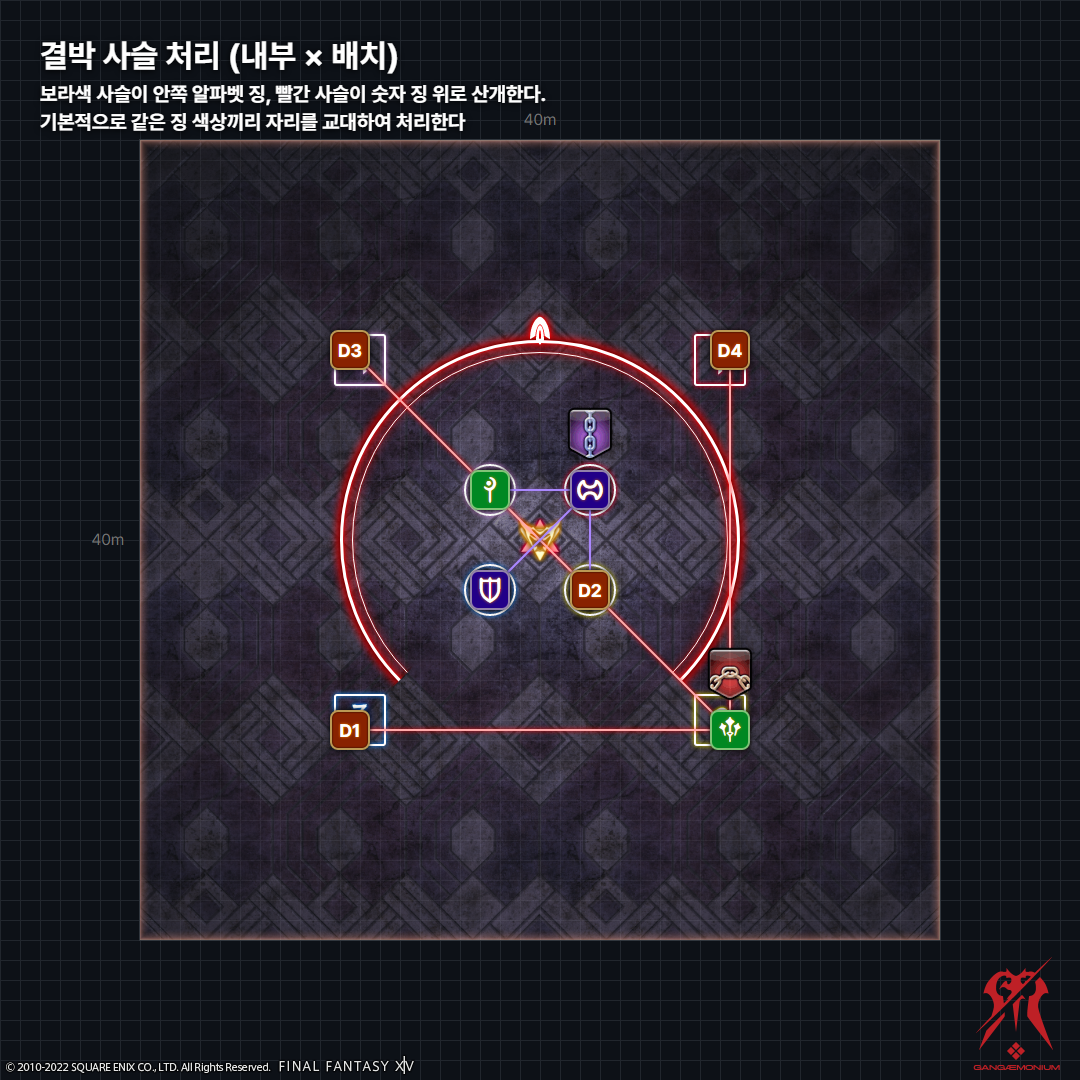 결박 사슬 처리 (내부 × 배치)
보라색 사슬이 안쪽 알파벳 징, 빨간 사슬이 숫자 징 위로 산개한다.
기본적으로 같은 징 색상끼리 자리를 교대하여 처리한다
40m
D3
D4
40m
D2
D1
© 2010-2022 SQUARE ENIX CO., LTD. All Rights Reserved. FINAL FANTASY XIV
GANGÆMONIUM